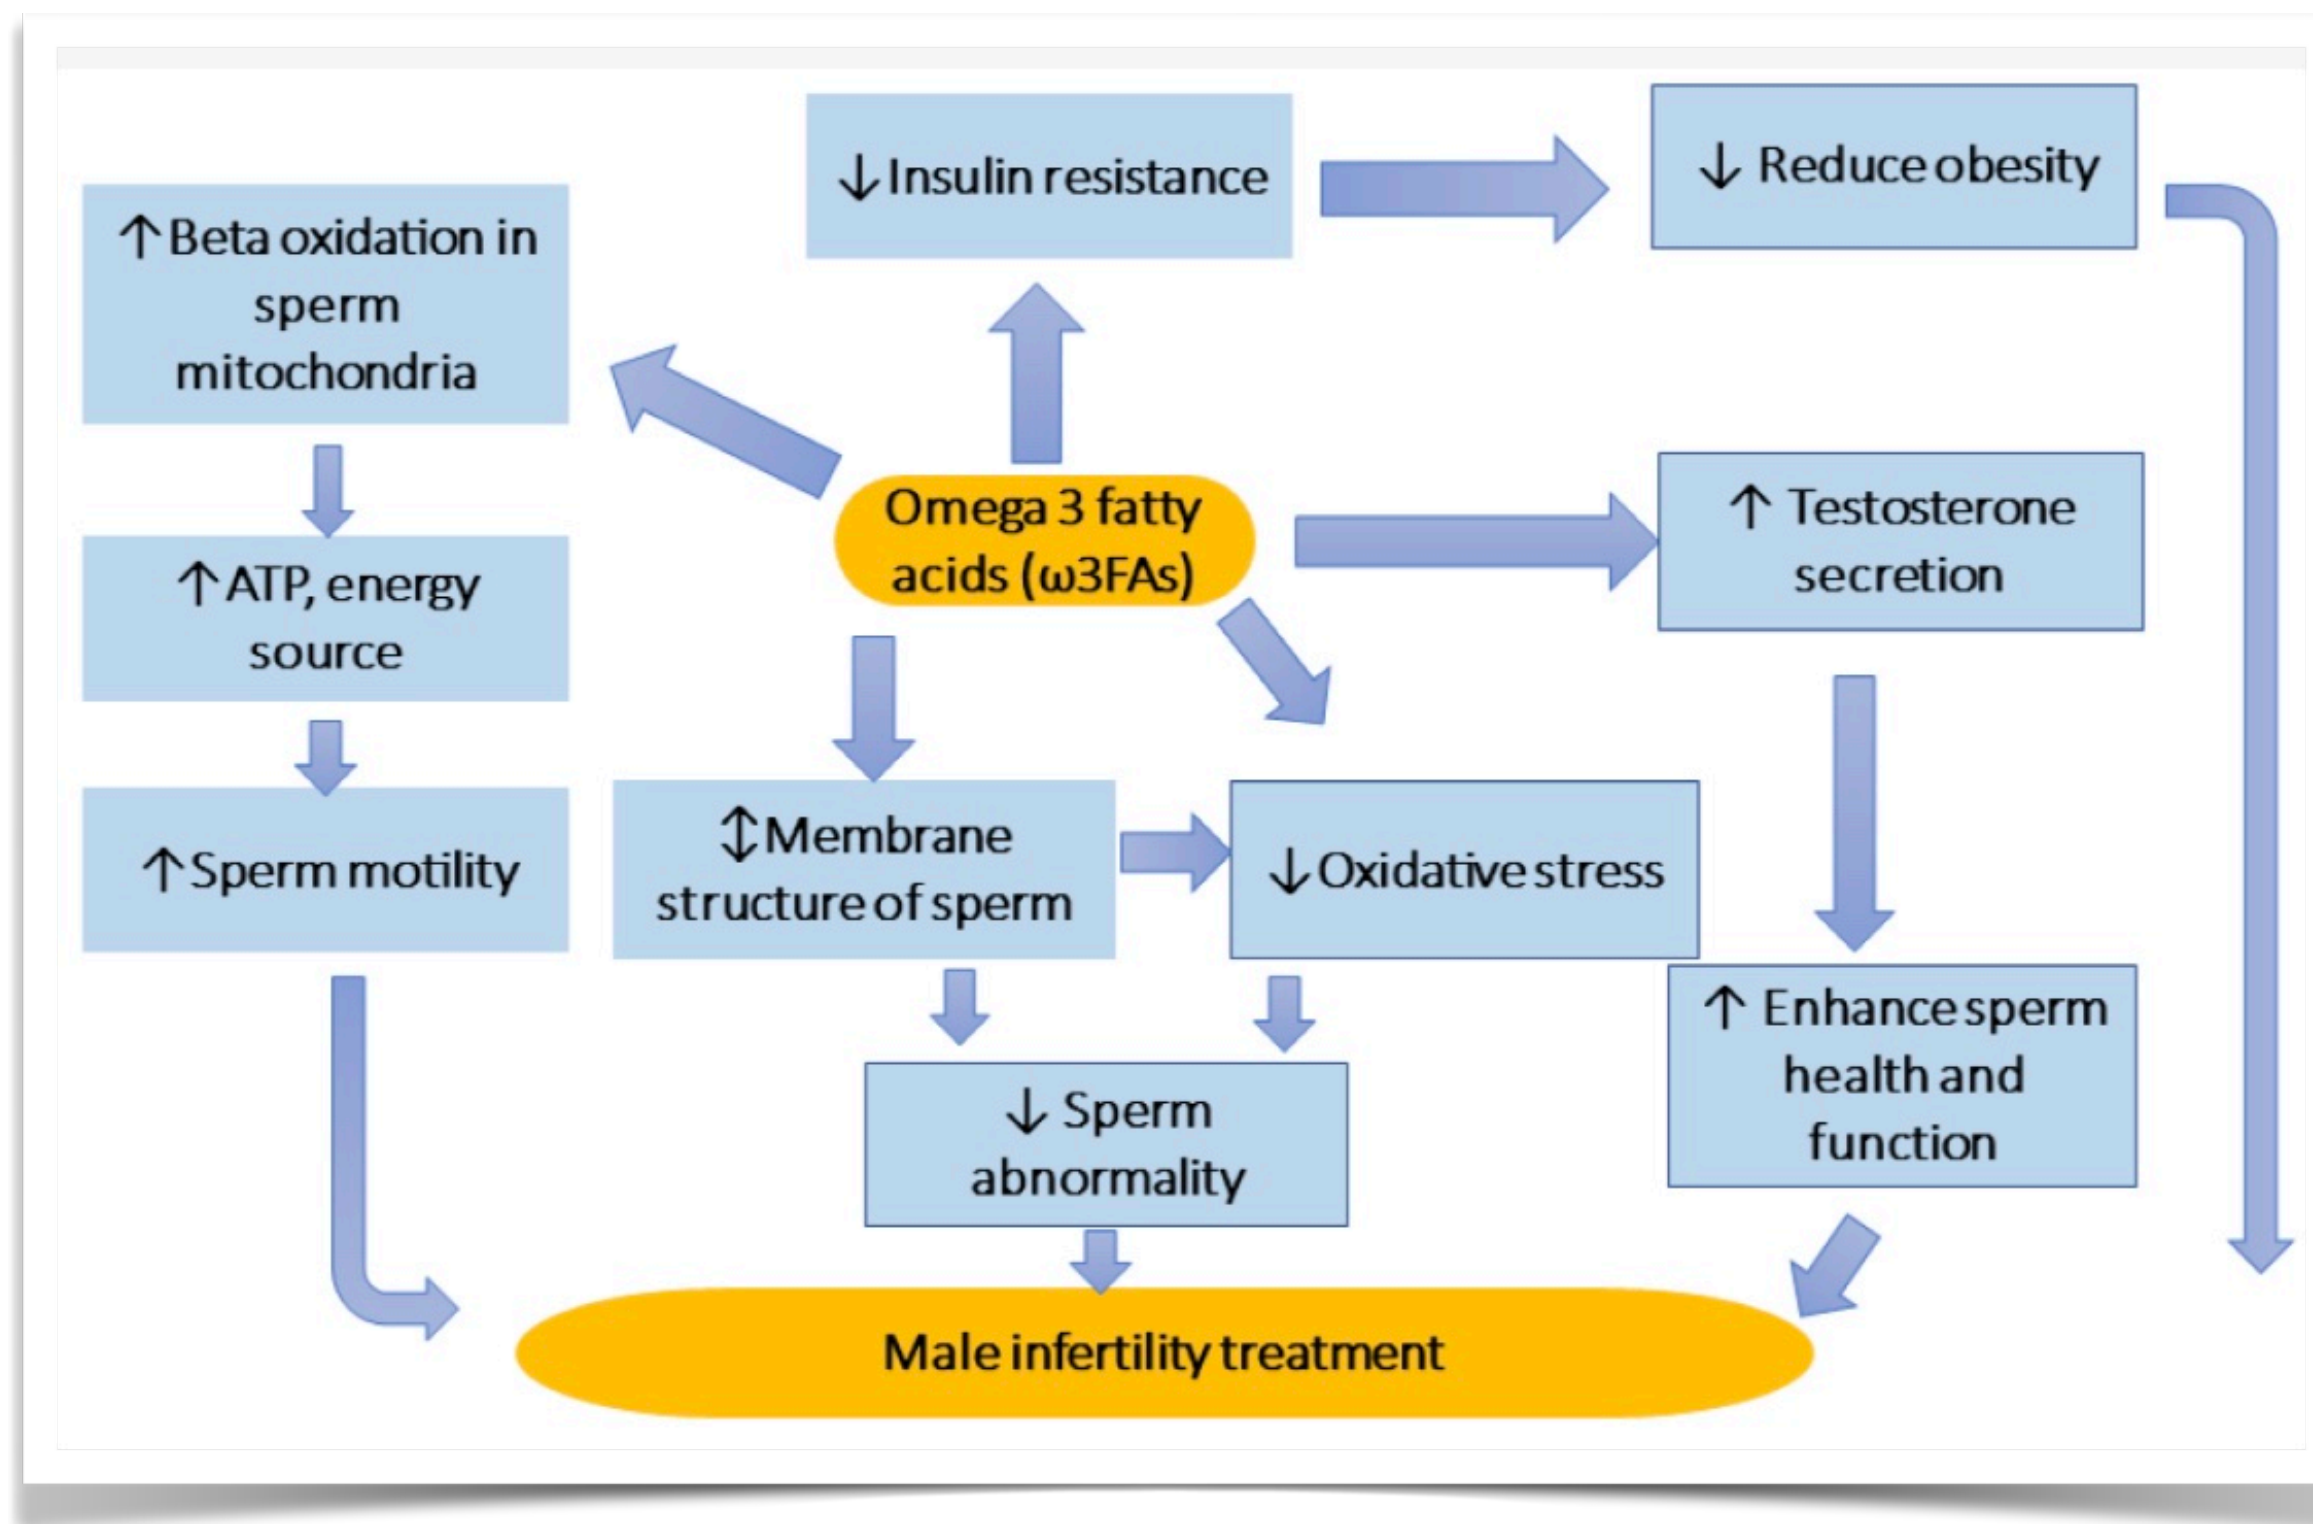 ↓Insulin resistance
↓ Reduce obesity
↑Beta oxidation in
sperm
mitochondria
Omega 3 fatty
acids (ω3FAs)
↑ Testosterone
secretion
↑ATP, energy
source
↑Sperm motility
↕Membrane
structure of sperm
↓Oxidative stress
↑ Enhance sperm
health and
function
↓ Sperm
abnormality
Male infertility treatment